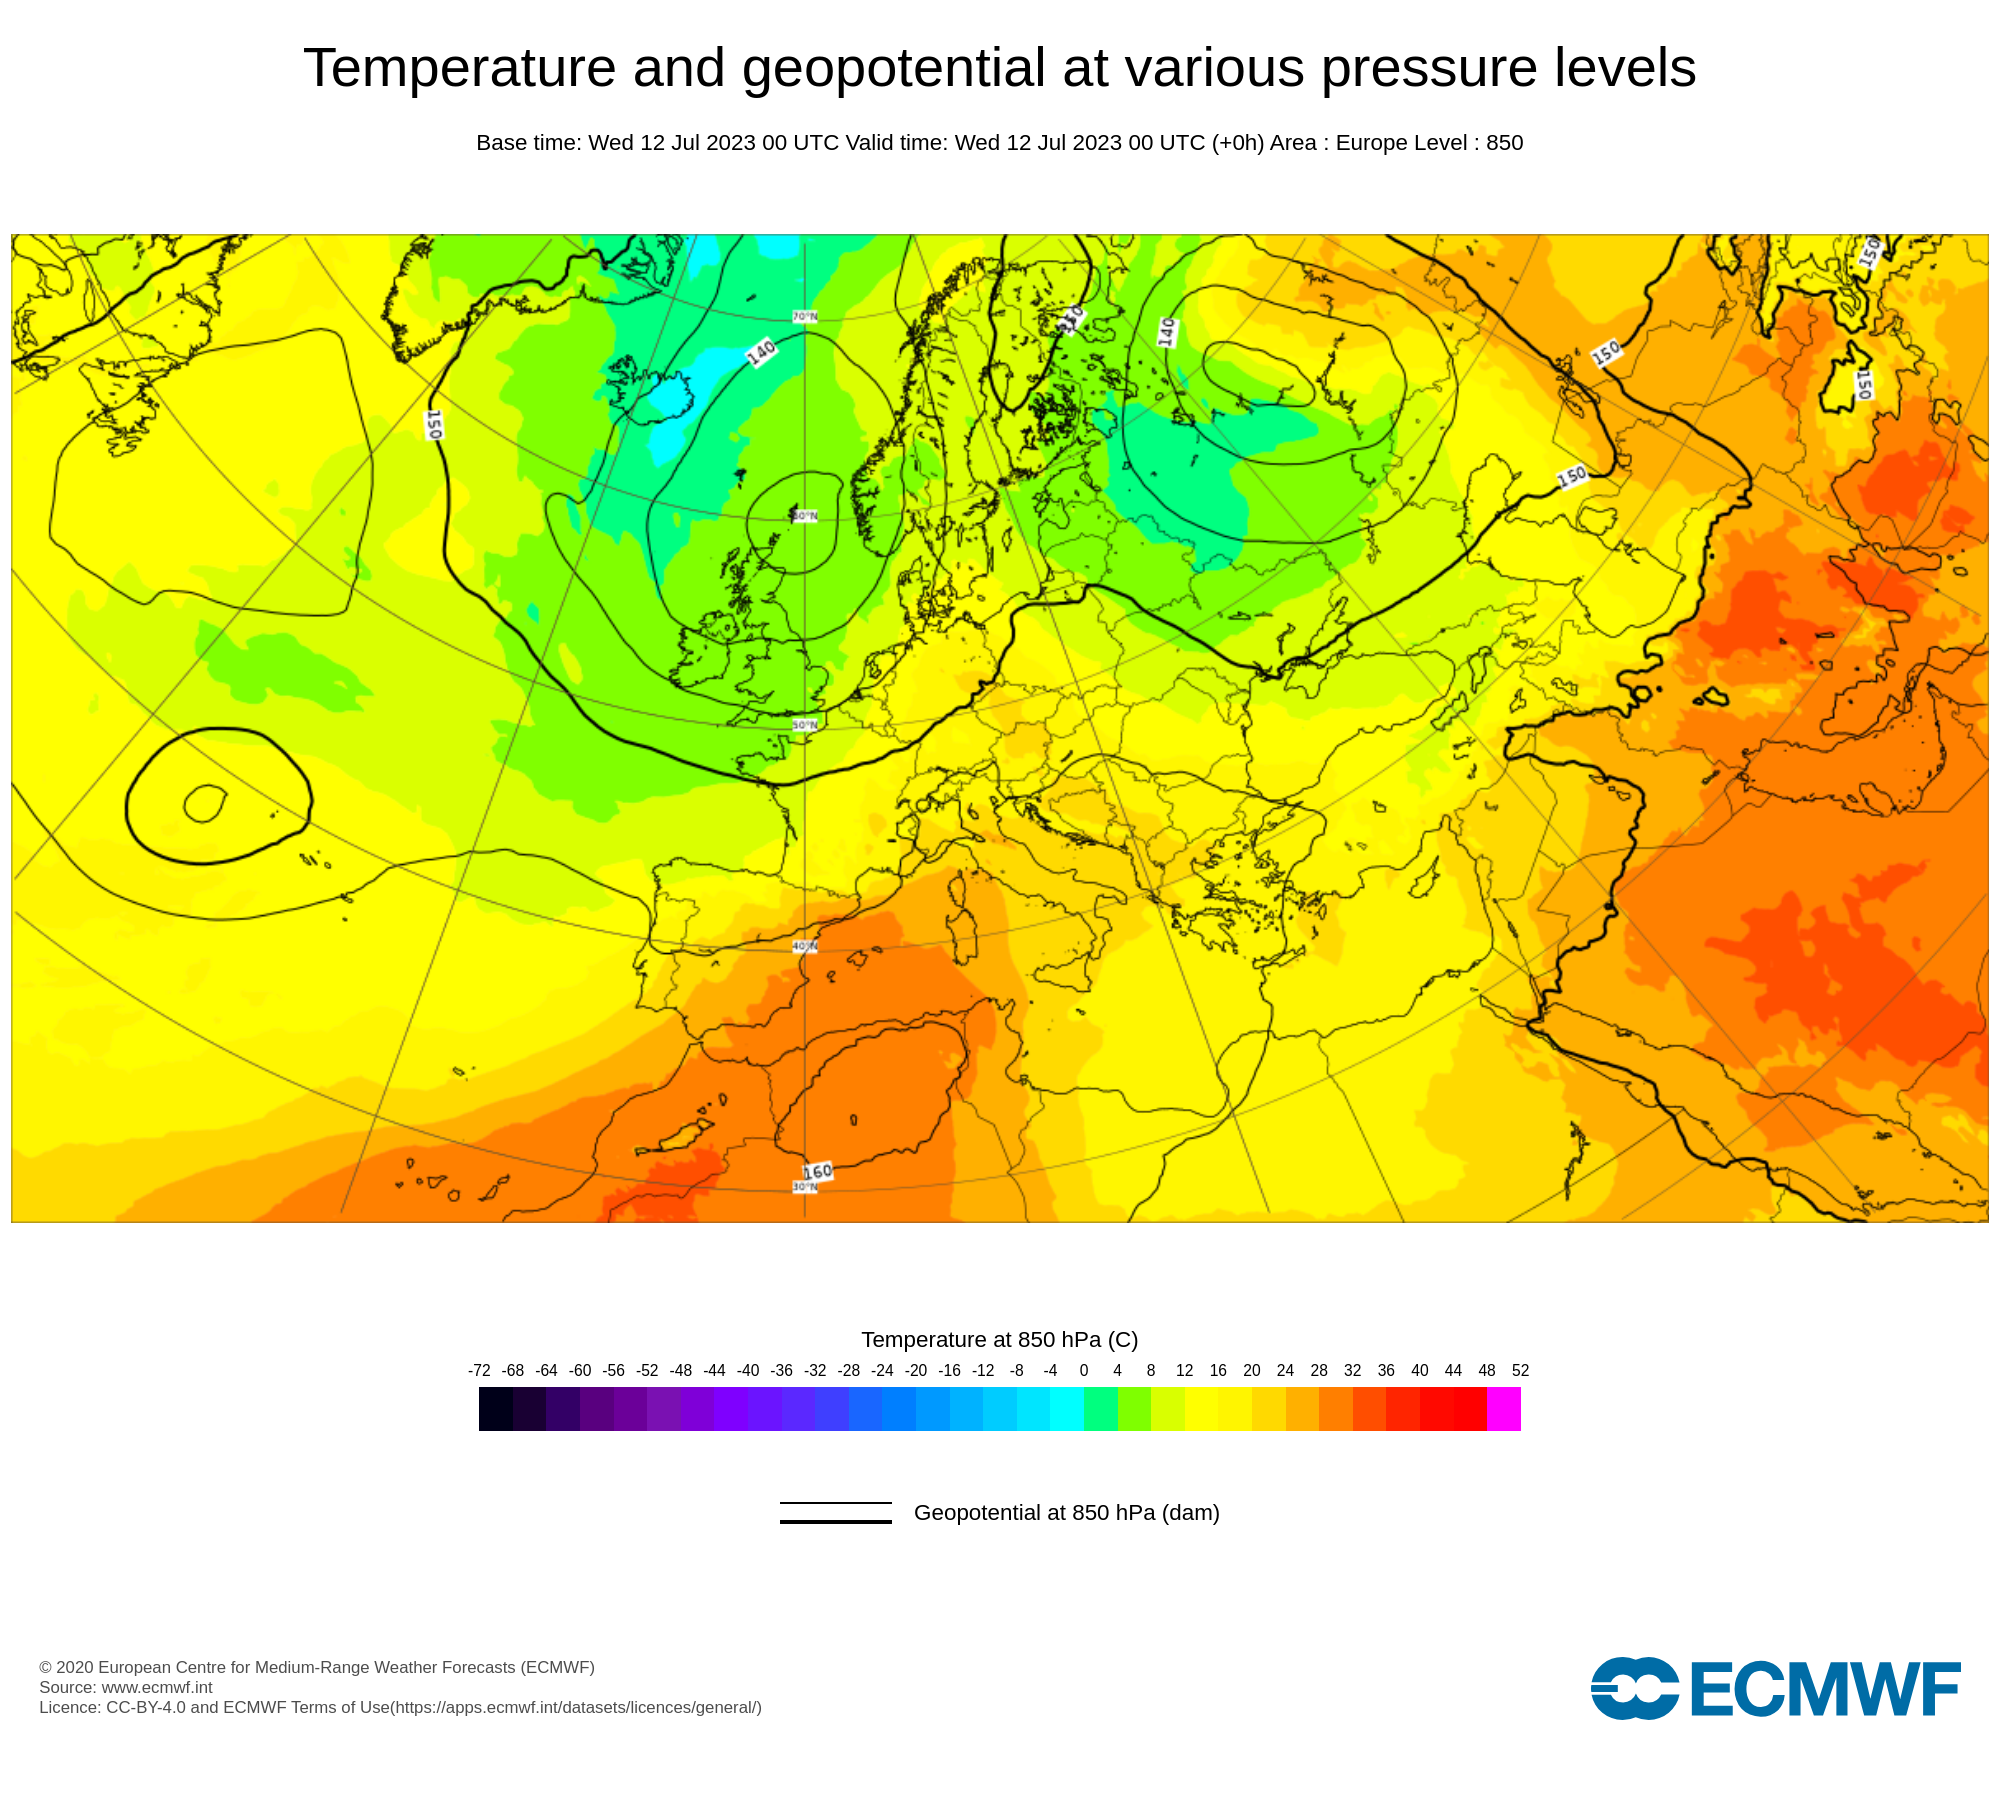 Temperature and geopotential at various pressure levels
Base time: Wed 12 Jul 2023 00 UTC Valid time: Wed 12 Jul 2023 00 UTC (+0h) Area : Europe Level : 850
150
70°N
140
140
150
150
150
150
150
60°N
50°N
40°N
160
30°N
Temperature at 850 hPa (C)
-72 -68 -64 -60 -56 -52 -48 -44 -40 -36 -32 -28 -24 -20 -16 -12 -8 -4 0 4 8 12 16 20 24 28 32 36 40 44 48 52
Geopotential at 850 hPa (dam)
© 2020 European Centre for Medium-Range Weather Forecasts (ECMWF)
Source: www.ecmwf.int
Licence: CC-BY-4.0 and ECMWF Terms of Use(https://apps.ecmwf.int/datasets/licences/general/)
ECMWF